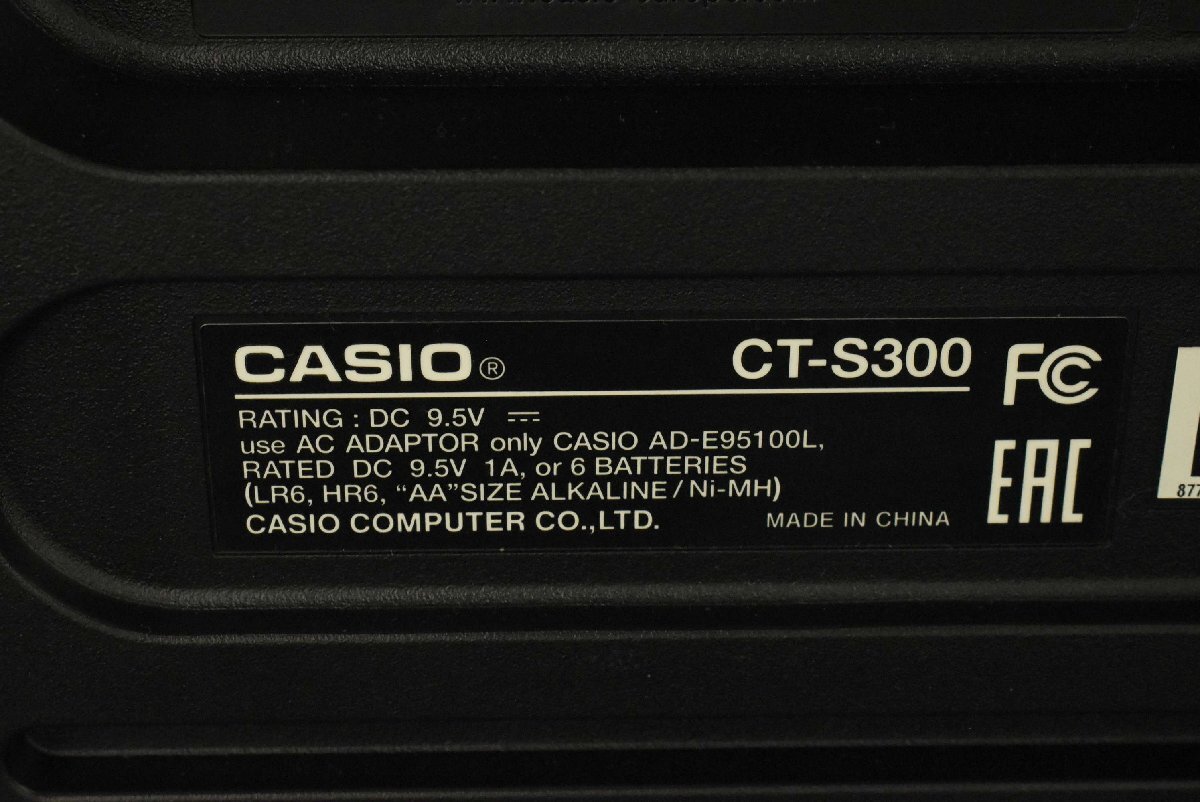 CASIO® CT-S300 FC
RATING : DC 9.5V ⎓
use AC ADAPTOR only CASIO AD-E95100L,
RATED DC 9.5V 1A, or 6 BATTERIES
(LR6, HR6, “AA”SIZE ALKALINE/Ni-MH)
CASIO COMPUTER CO.,LTD. MADE IN CHINA
EAC
877